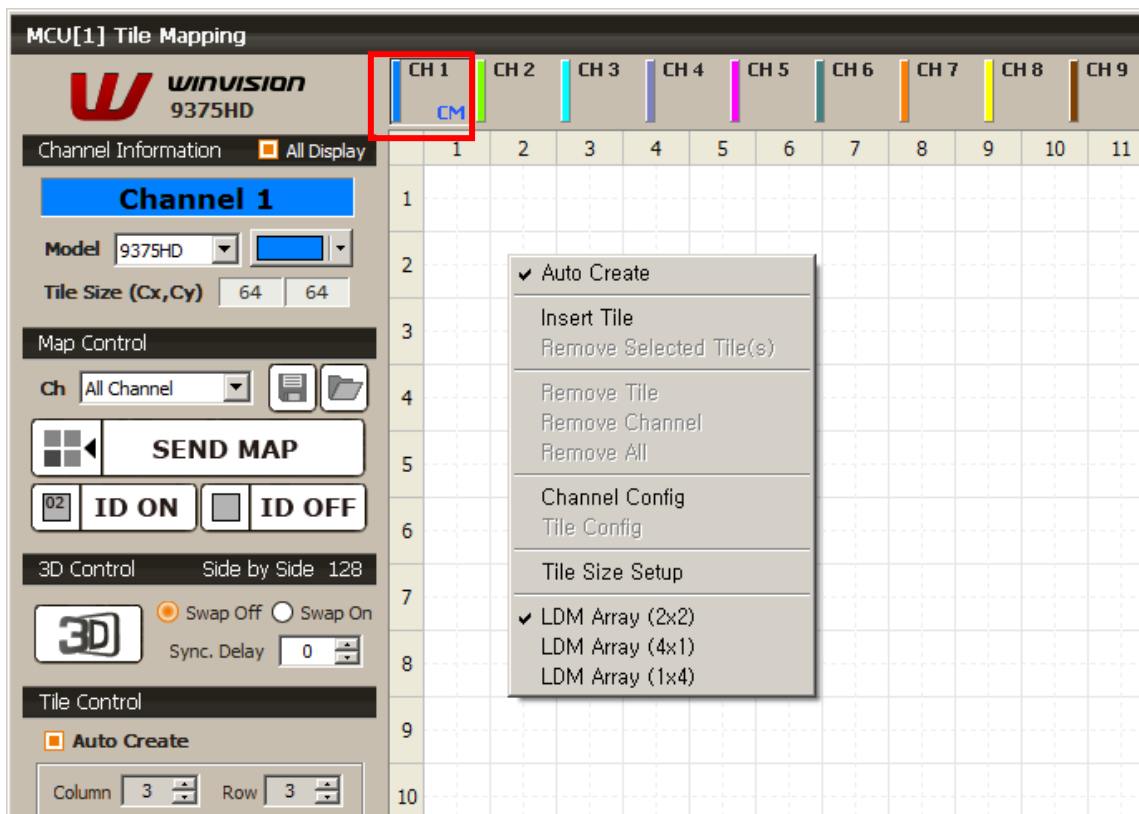 MCU[1] Tile Mapping
WINVISION
9375HD
CH 1 CH 2 CH 3 CH 4 CH 5 CH 6 CH 7 CH 8 CH 9
CM
Channel Information All Display
1 2 3 4 5 6 7 8 9 10 11
Channel 1
1
Model 9375HD
2
Tile Size (Cx,Cy) 64 64
Map Control
3
Ch All Channel
4
SEND MAP
5
02 ID ON ID OFF
6
3D Control Side by Side 128
7
3D Swap Off Swap On
Sync. Delay 0
8
Tile Control
9
Auto Create
Column 3 Row 3
10
Auto Create
Insert Tile
Remove Selected Tile(s)
Remove Tile
Remove Channel
Remove All
Channel Config
Tile Config
Tile Size Setup
LDM Array (2x2)
LDM Array (4x1)
LDM Array (1x4)